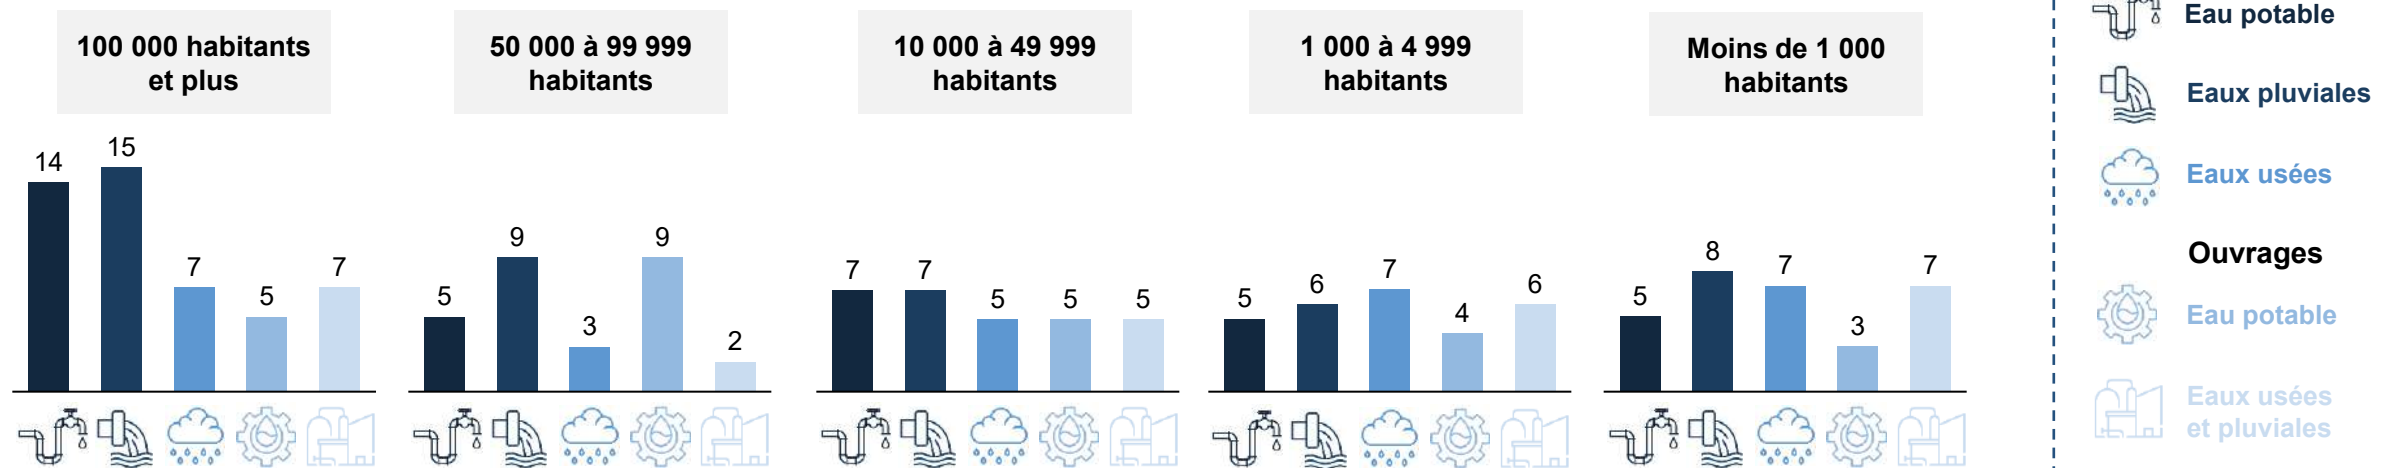 100 000 habitants
et plus
50 000 à 99 999
habitants
10 000 à 49 999
habitants
1 000 à 4 999
habitants
Moins de 1 000
habitants
14 15 7 5 7
5 9 3 9 2
7 7 5 5 5
5 6 7 4 6
5 8 7 3 7
Eau potable
Eaux pluviales
Eaux usées
Ouvrages
Eau potable
Eaux usées
et pluviales